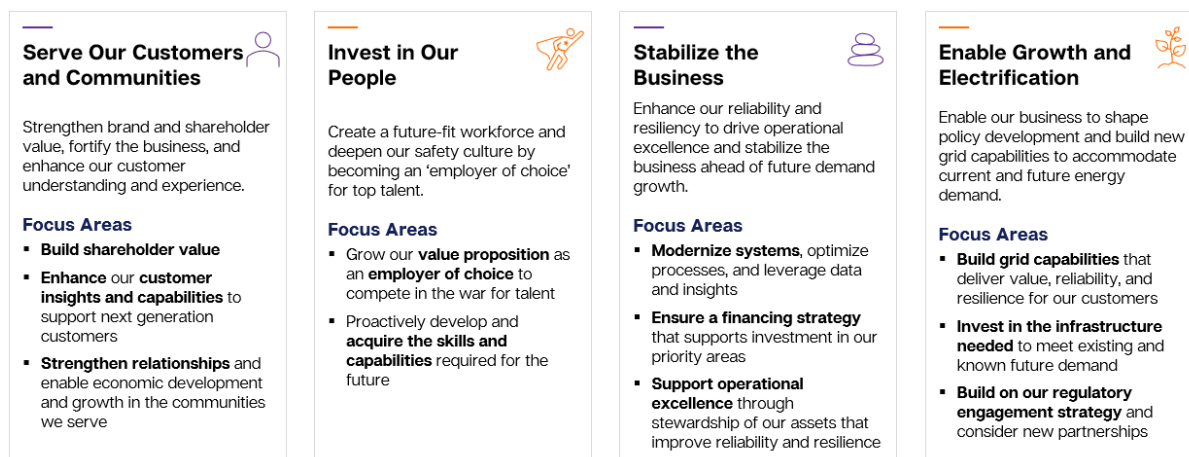 Serve Our Customers
and Communities
Strengthen brand and shareholder
value, fortify the business, and
enhance our customer
understanding and experience.
Focus Areas
▪ Build shareholder value
▪ Enhance our customer
insights and capabilities to
support next generation
customers
▪ Strengthen relationships and
enable economic development
and growth in the communities
we serve
Invest in Our
People
Create a future-fit workforce and
deepen our safety culture by
becoming an ‘employer of choice’
for top talent.
Focus Areas
▪ Grow our value proposition as
an employer of choice to
compete in the war for talent
▪ Proactively develop and
acquire the skills and
capabilities required for the
future
Stabilize the
Business
Enhance our reliability and
resiliency to drive operational
excellence and stabilize the
business ahead of future demand
growth.
Focus Areas
▪ Modernize systems, optimize
processes, and leverage data
and insights
▪ Ensure a financing strategy
that supports investment in our
priority areas
▪ Support operational
excellence through
stewardship of our assets that
improve reliability and resilience
Enable Growth and
Electrification
Enable our business to shape
policy development and build new
grid capabilities to accommodate
current and future energy
demand.
Focus Areas
▪ Build grid capabilities that
deliver value, reliability, and
resilience for our customers
▪ Invest in the infrastructure
needed to meet existing and
known future demand
▪ Build on our regulatory
engagement strategy and
consider new partnerships